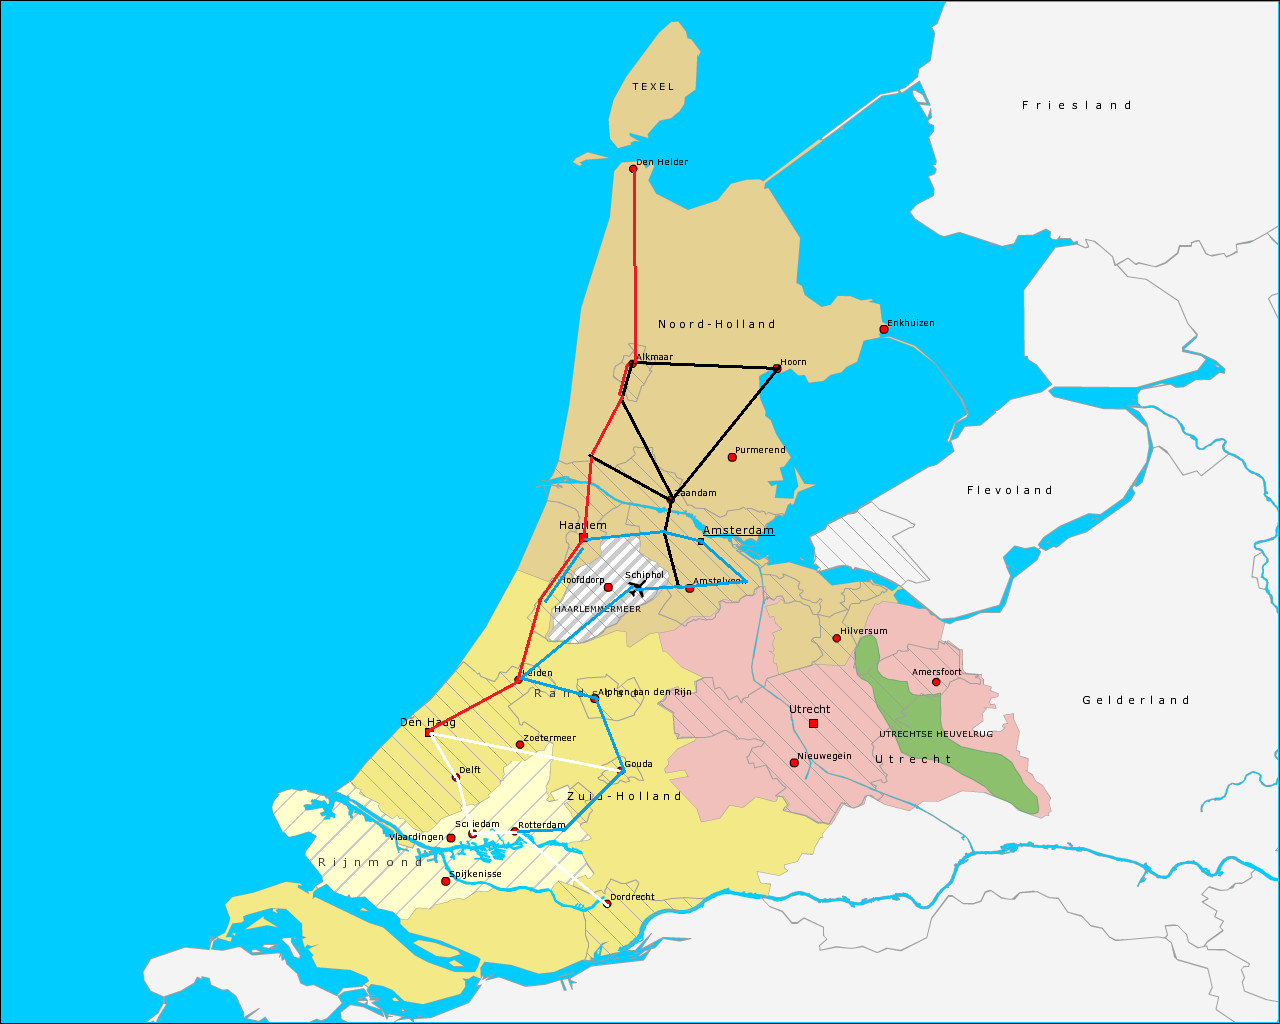 TEXEL
Friesland
Den Helder
Noord-Holland
Enkhuizen
Alkmaar
Hoorn
Purmerend
Flevoland
Zaandam
Haarlem
Amsterdam
Schiphol
Hoofddorp
Amstelveen
HAARLEMMERMEER
Hilversum
Leiden
Amersfoort
Randstad
Alphen aan den Rijn
Gelderland
Utrecht
Den Haag
UTRECHTSE HEUVELRUG
Zoetermeer
Nieuwegein
Utrecht
Gouda
Delft
Zuid-Holland
Schiedam
Rotterdam
Vlaardingen
Rijnmond
Spijkenisse
Dordrecht